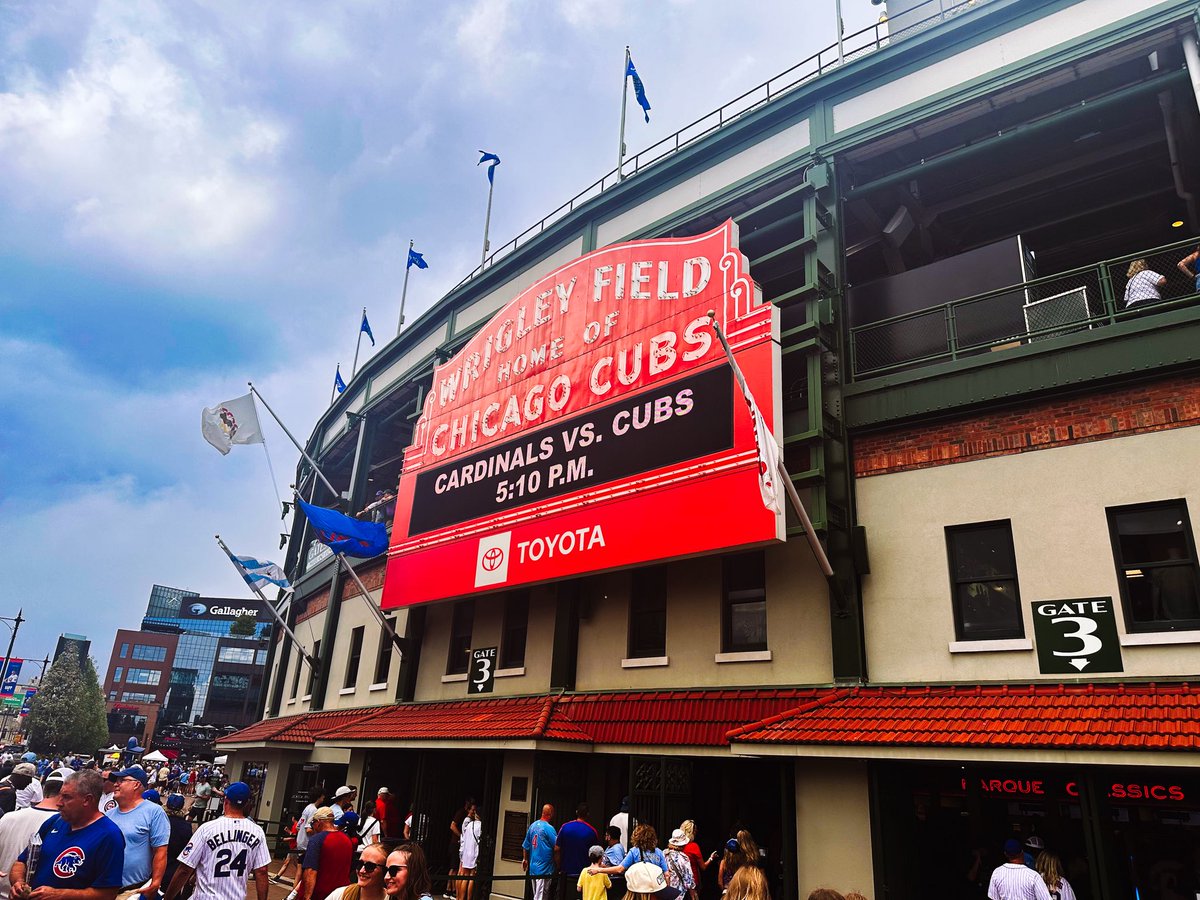 WRIGLEY FIELD
HOME OF
CHICAGO CUBS
CARDINALS VS. CUBS
5:10 P.M.
TOYOTA
Gallagher
GATE
3
GATE
3
MARQUE CLASSICS
BELLINGER
24